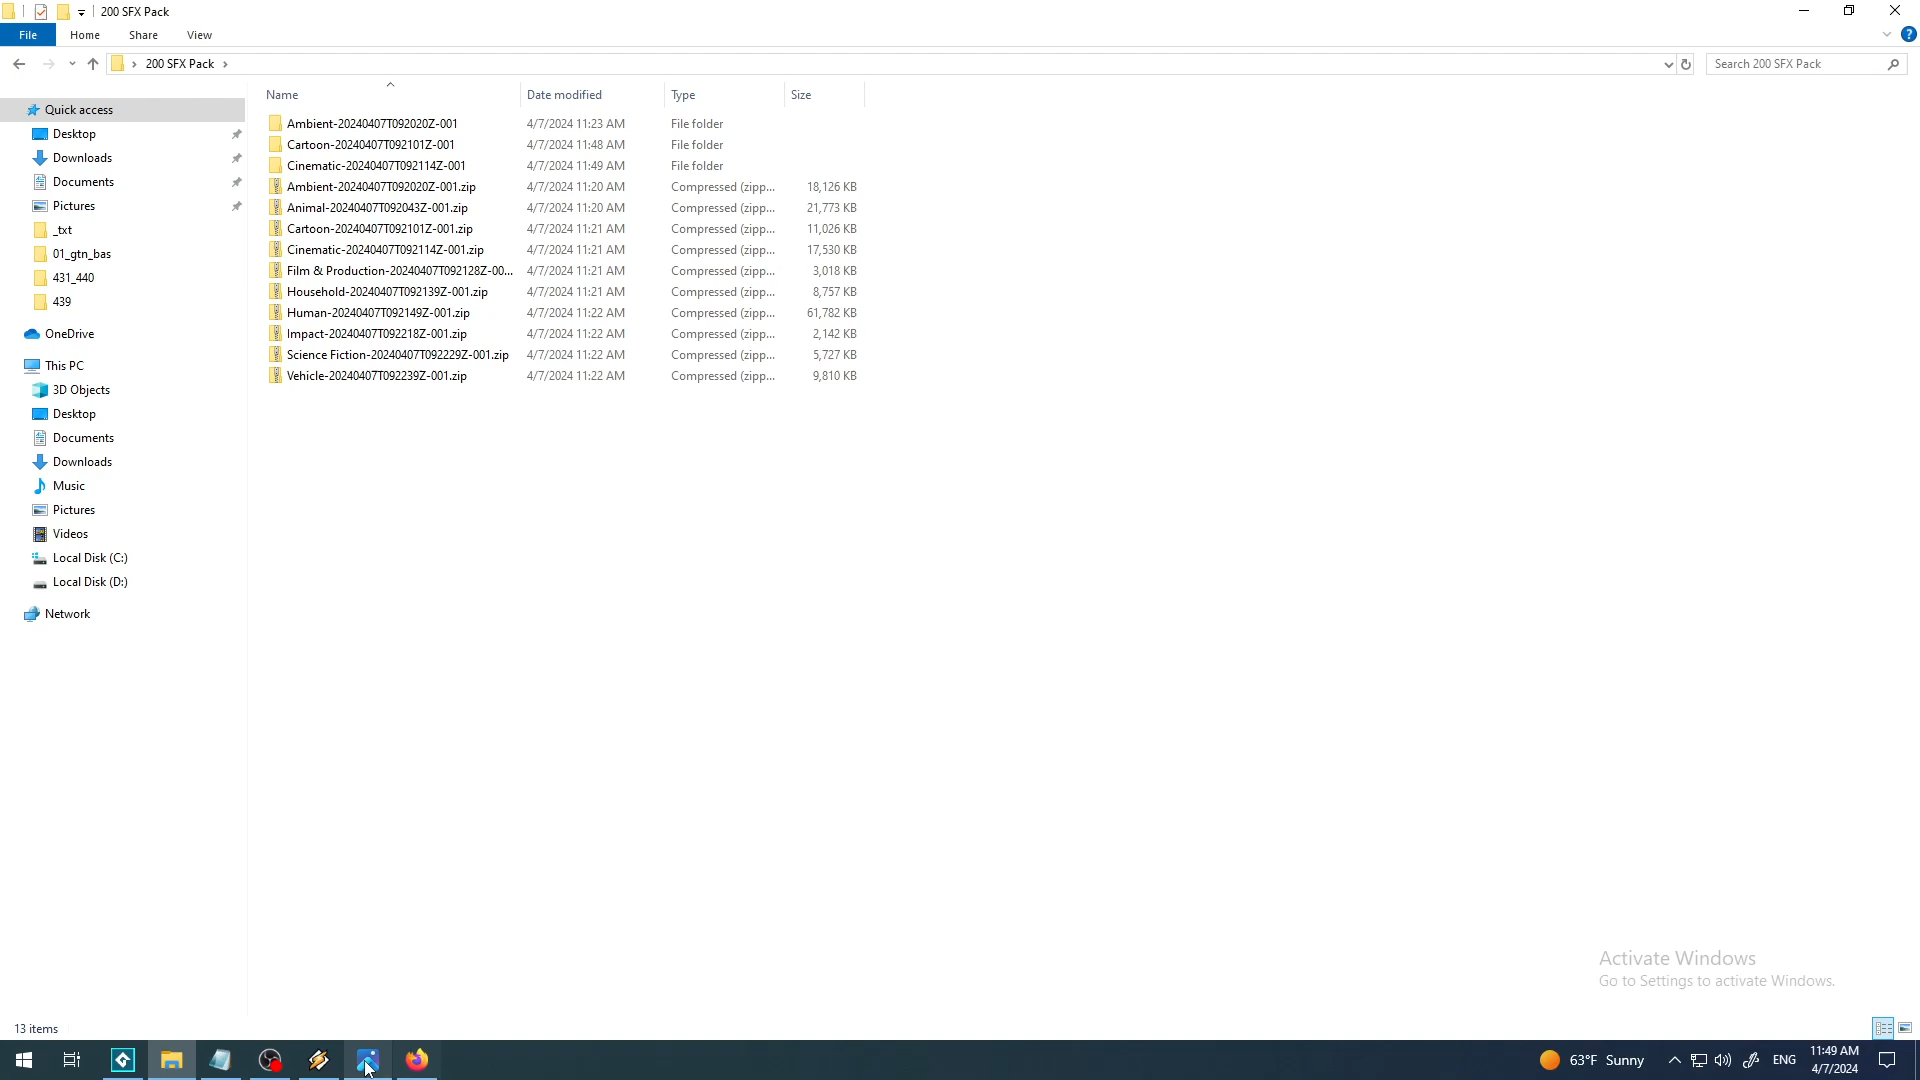 200 SFX Pack
File Home Share View
200 SFX Pack Search 200 SFX Pack
Name Date modified Type Size
Quick access
Desktop
Downloads
Documents
Pictures
_txt
01_gtn_bas
431_440
439
OneDrive
This PC
3D Objects
Desktop
Documents
Downloads
Music
Pictures
Videos
Local Disk (C:)
Local Disk (D:)
Network
Ambient-20240407T092020Z-001 4/7/2024 11:23 AM File folder
Cartoon-20240407T092101Z-001 4/7/2024 11:48 AM File folder
Cinematic-20240407T092114Z-001 4/7/2024 11:49 AM File folder
Ambient-20240407T092020Z-001.zip 4/7/2024 11:20 AM Compressed (zipp... 18,126 KB
Animal-20240407T092043Z-001.zip 4/7/2024 11:20 AM Compressed (zipp... 21,773 KB
Cartoon-20240407T092101Z-001.zip 4/7/2024 11:21 AM Compressed (zipp... 11,026 KB
Cinematic-20240407T092114Z-001.zip 4/7/2024 11:21 AM Compressed (zipp... 17,530 KB
Film & Production-20240407T092128Z-00... 4/7/2024 11:21 AM Compressed (zipp... 3,018 KB
Household-20240407T092139Z-001.zip 4/7/2024 11:21 AM Compressed (zipp... 8,757 KB
Human-20240407T092149Z-001.zip 4/7/2024 11:22 AM Compressed (zipp... 61,782 KB
Impact-20240407T092218Z-001.zip 4/7/2024 11:22 AM Compressed (zipp... 2,142 KB
Science Fiction-20240407T092229Z-001.zip 4/7/2024 11:22 AM Compressed (zipp... 5,727 KB
Vehicle-20240407T092239Z-001.zip 4/7/2024 11:22 AM Compressed (zipp... 9,810 KB
Activate Windows
Go to Settings to activate Windows.
13 items
63°F Sunny ENG 11:49 AM
4/7/2024